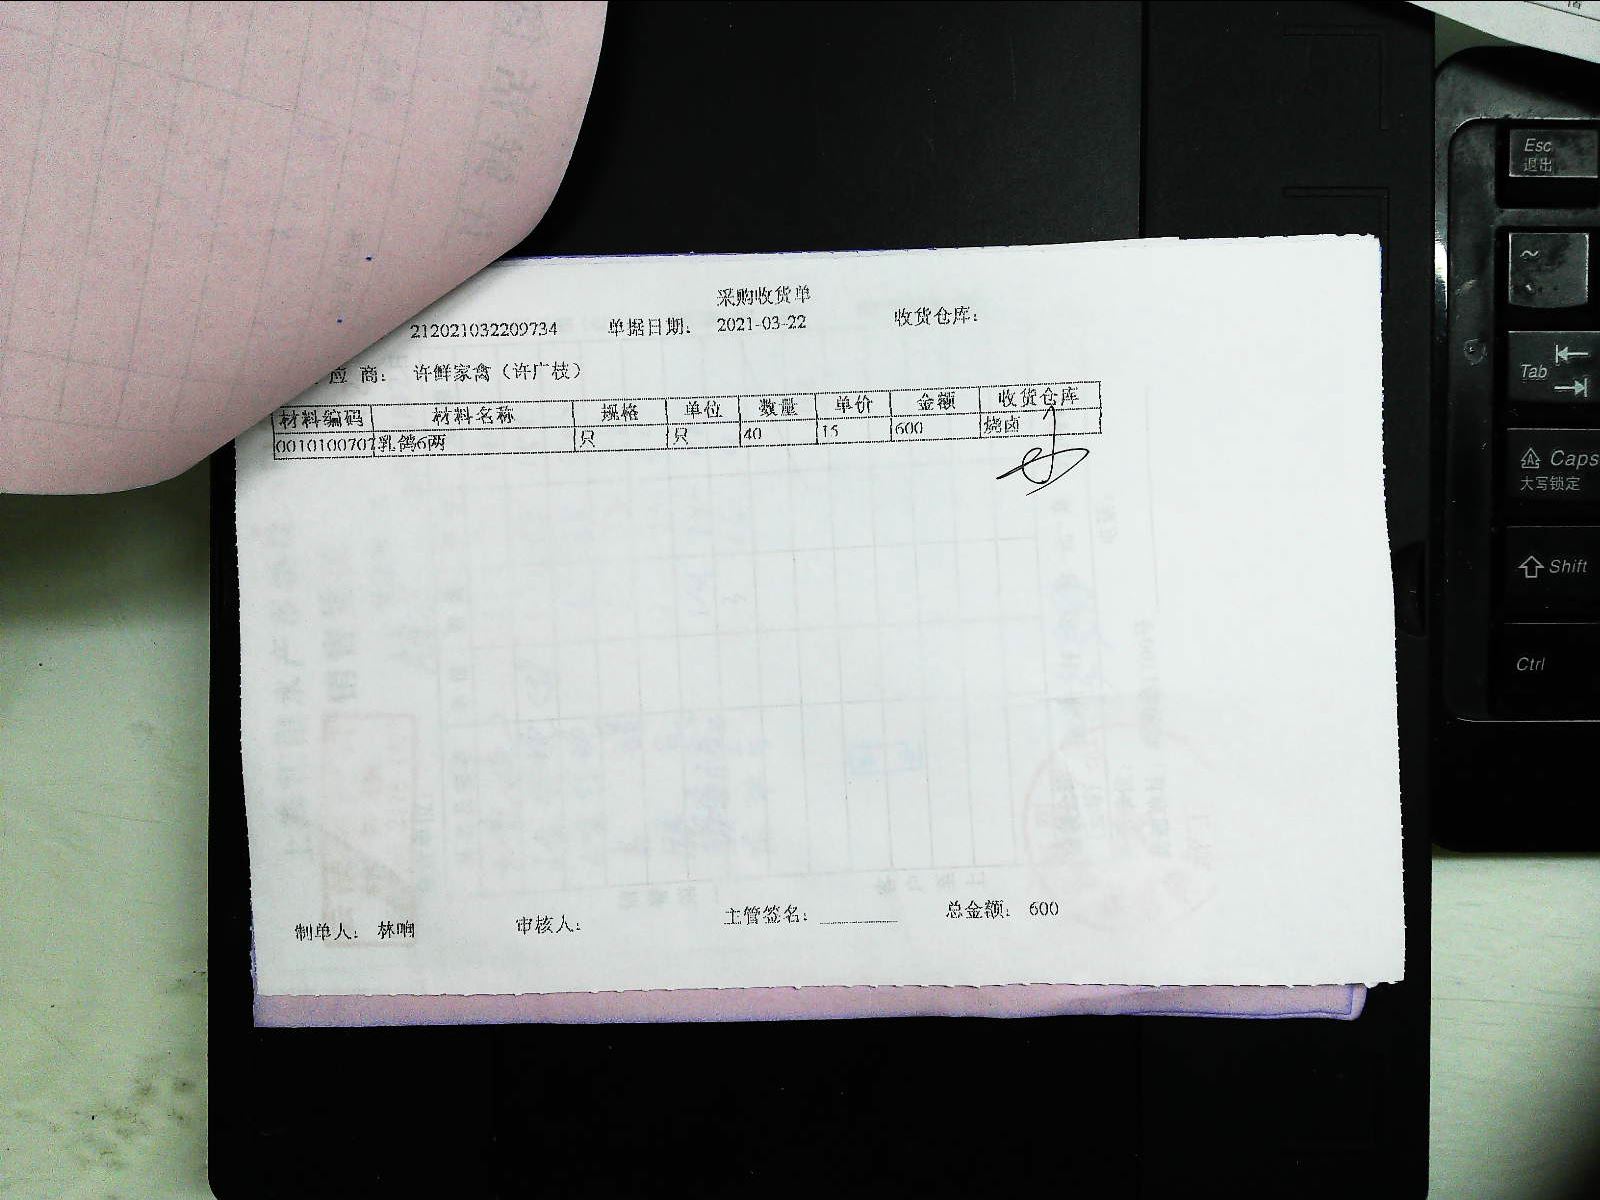 采购收货单
212021032209734 单据日期: 2021-03-22 收货仓库:
应 商: 许鲜家禽(许广枝)
材料编码 材料名称 规格 单位 数量 单价 金额 收货仓库
0010100707 乳鸽6两 只 只 40 15 600 烧卤
制单人: 林响 审核人: 主管签名: 总金额: 600
Esc
退出
~
Tab
Caps
大写锁定
Shift
Ctrl